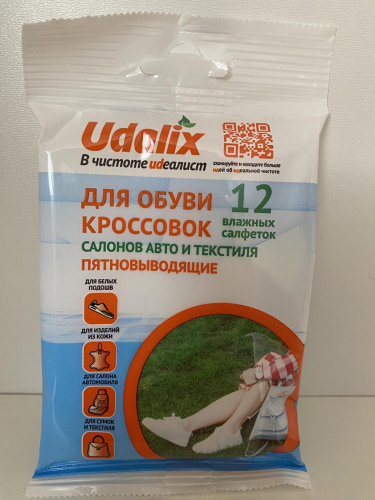 Udalix
В чистоте идеалист
сканируйте и находите больше
идей об идеальной чистоте
ДЛЯ ОБУВИ
КРОССОВОК
12
влажных
салфеток
САЛОНОВ АВТО И ТЕКСТИЛЯ
ПЯТНОВЫВОДЯЩИЕ
ДЛЯ БЕЛЫХ
ПОДОШВ
ДЛЯ ИЗДЕЛИЙ
ИЗ КОЖИ
ДЛЯ САЛОНА
АВТОМОБИЛЯ
ДЛЯ СУМОК
И ТЕКСТИЛЯ